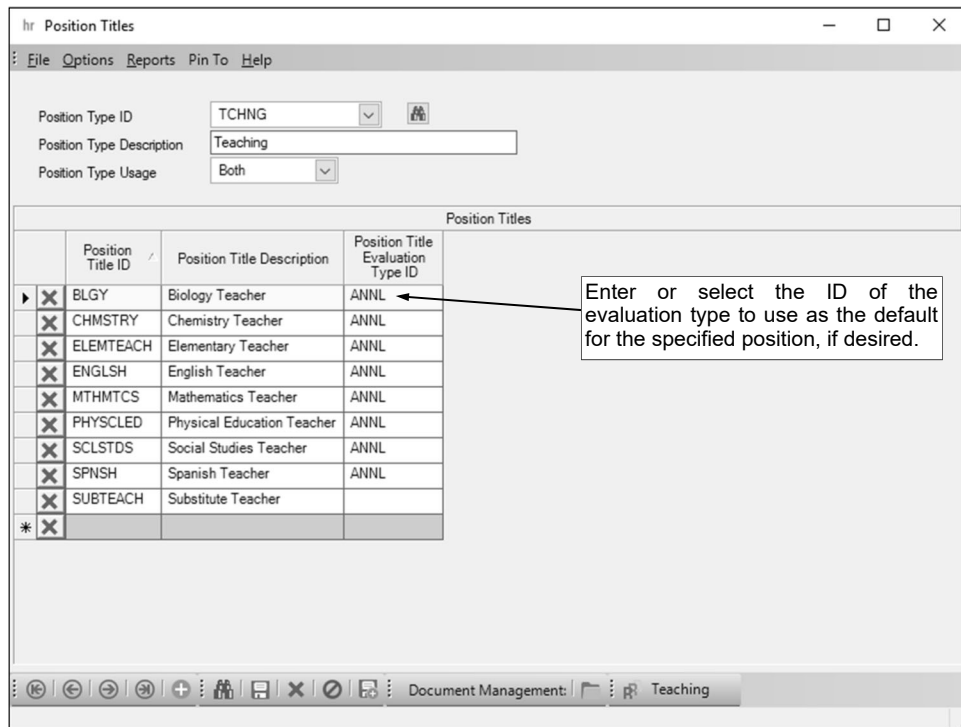 hr Position Titles
File Options Reports Pin To Help
Position Type ID TCHNG
Position Type Description Teaching
Position Type Usage Both
Position Titles
Position Title ID Position Title Description Position Title Evaluation Type ID
BLGY Biology Teacher ANNL
CHMSTRY Chemistry Teacher ANNL
ELEMTEACH Elementary Teacher ANNL
ENGLSH English Teacher ANNL
MTHMTCS Mathematics Teacher ANNL
PHYSCLED Physical Education Teacher ANNL
SCLSTDS Social Studies Teacher ANNL
SPNSH Spanish Teacher ANNL
SUBTEACH Substitute Teacher
Enter or select the ID of the
evaluation type to use as the default
for the specified position, if desired.
Document Management: Teaching